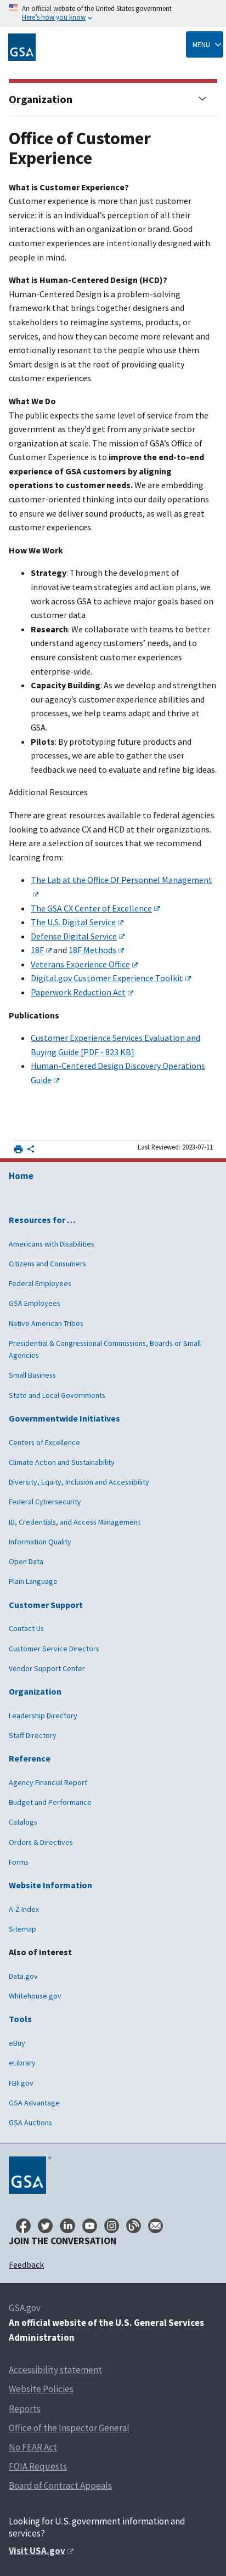 An official website of the United States government
Here's how you know
GSA
MENU
Organization
Office of Customer
Experience
What is Customer Experience?
Customer experience is more than just customer
service: it is an individual's perception of all their
interactions with an organization or brand. Good
customer experience is intentionally designed with
people in mind.
What is Human-Centered Design (HCD)?
Human-Centered Design is a problem-solving
framework that brings together designers and
stakeholders to reimagine systems, products, or
services, and how they can become more relevant and
emotionally resonant to the people who use them.
Smart design is at the root of providing quality
customer experiences.
What We Do
The public expects the same level of service from the
government as they'd get from any private sector
organization at scale. The mission of GSA's Office of
Customer Experience is to improve the end-to-end
experience of GSA customers by aligning
operations to customer needs. We are embedding
customer-oriented thinking into our daily operations
to ensure we deliver sound products, as well as great
customer experiences.
How We Work
• Strategy: Through the development of
innovative team strategies and action plans, we
work across GSA to achieve major goals based on
customer data
• Research: We collaborate with teams to better
understand agency customers' needs, and to
ensure consistent customer experiences
enterprise-wide.
• Capacity Building: As we develop and strengthen
our agency's customer experience activities and
processes, we help teams adapt and thrive at
GSA.
• Pilots: By prototyping future products and
services we often learn more about customer
feedback we need to evaluate and refine big ideas.
Additional Resources
There are great resources available to federal agencies
looking to advance CX and HCD at their organizations.
Here are a selection of resources that we recommend
learning from:
• The Lab at the Office Of Personnel Management
• The GSA CX Center of Excellence
• The U.S. Digital Service
• Defense Digital Service
• 18F and 18F Methods
• Veterans Experience Office
• Digital.gov Customer Experience Toolkit
• Paperwork Reduction Act
Publications
• Customer Experience Services Evaluation and
Buying Guide [PDF - 823 KB]
• Human-Centered Design Discovery Operations
Guide
Last Reviewed: 2023-07-11
Home
Resources for …
Americans with Disabilities
Citizens and Consumers
Federal Employees
GSA Employees
Native American Tribes
Presidential & Congressional Commissions, Boards or Small
Agencies
Small Business
State and Local Governments
Governmentwide Initiatives
Centers of Excellence
Climate Action and Sustainability
Diversity, Equity, Inclusion and Accessibility
Federal Cybersecurity
ID, Credentials, and Access Management
Information Quality
Open Data
Plain Language
Customer Support
Contact Us
Customer Service Directors
Vendor Support Center
Organization
Leadership Directory
Staff Directory
Reference
Agency Financial Report
Budget and Performance
Catalogs
Orders & Directives
Forms
Website Information
A-Z Index
Sitemap
Also of Interest
Data.gov
Whitehouse.gov
Tools
eBuy
eLibrary
FBF.gov
GSA Advantage
GSA Auctions
GSA
JOIN THE CONVERSATION
Feedback
GSA.gov
An official website of the U.S. General Services
Administration
Accessibility statement
Website Policies
Reports
Office of the Inspector General
No FEAR Act
FOIA Requests
Board of Contract Appeals
Looking for U.S. government information and
services?
Visit USA.gov